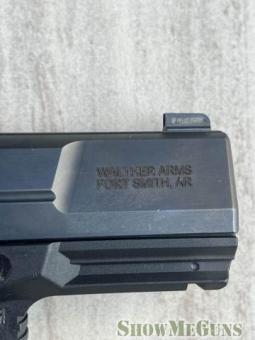 WALTHER ARMS
FORT SMITH, AR
SHOWMEGUNS